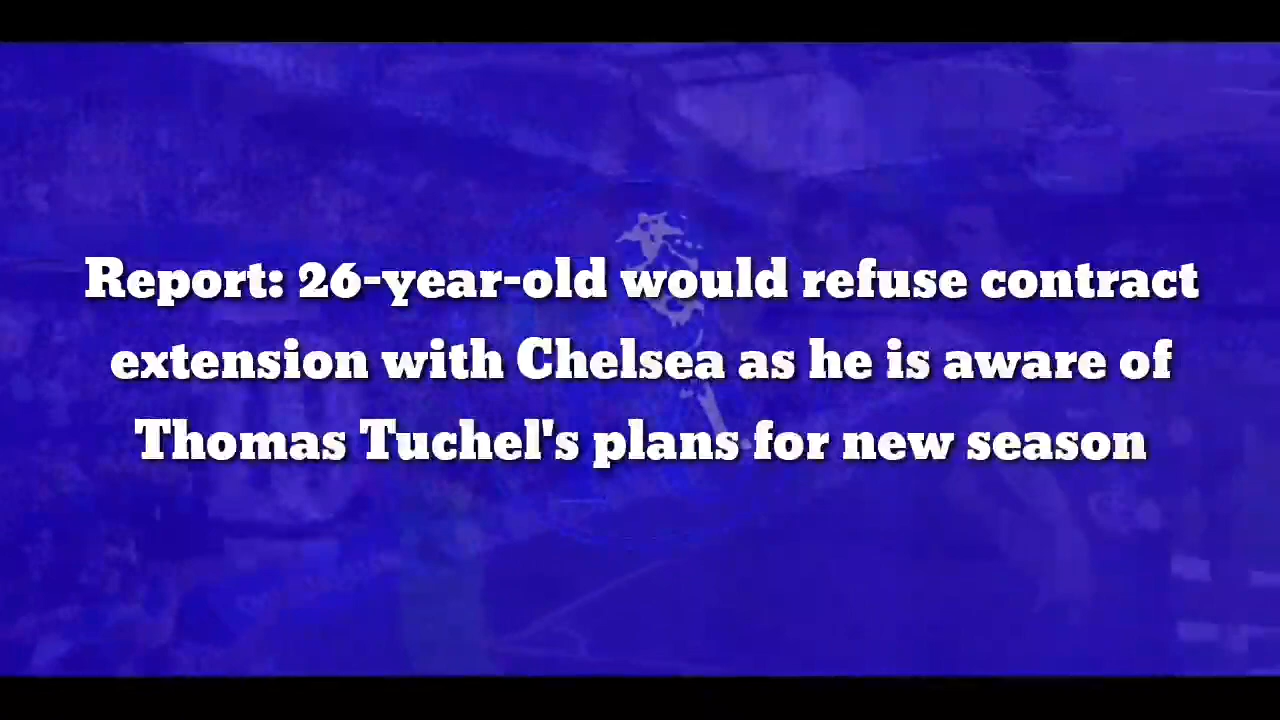 Report: 26-year-old would refuse contract
extension with Chelsea as he is aware of
Thomas Tuchel's plans for new season